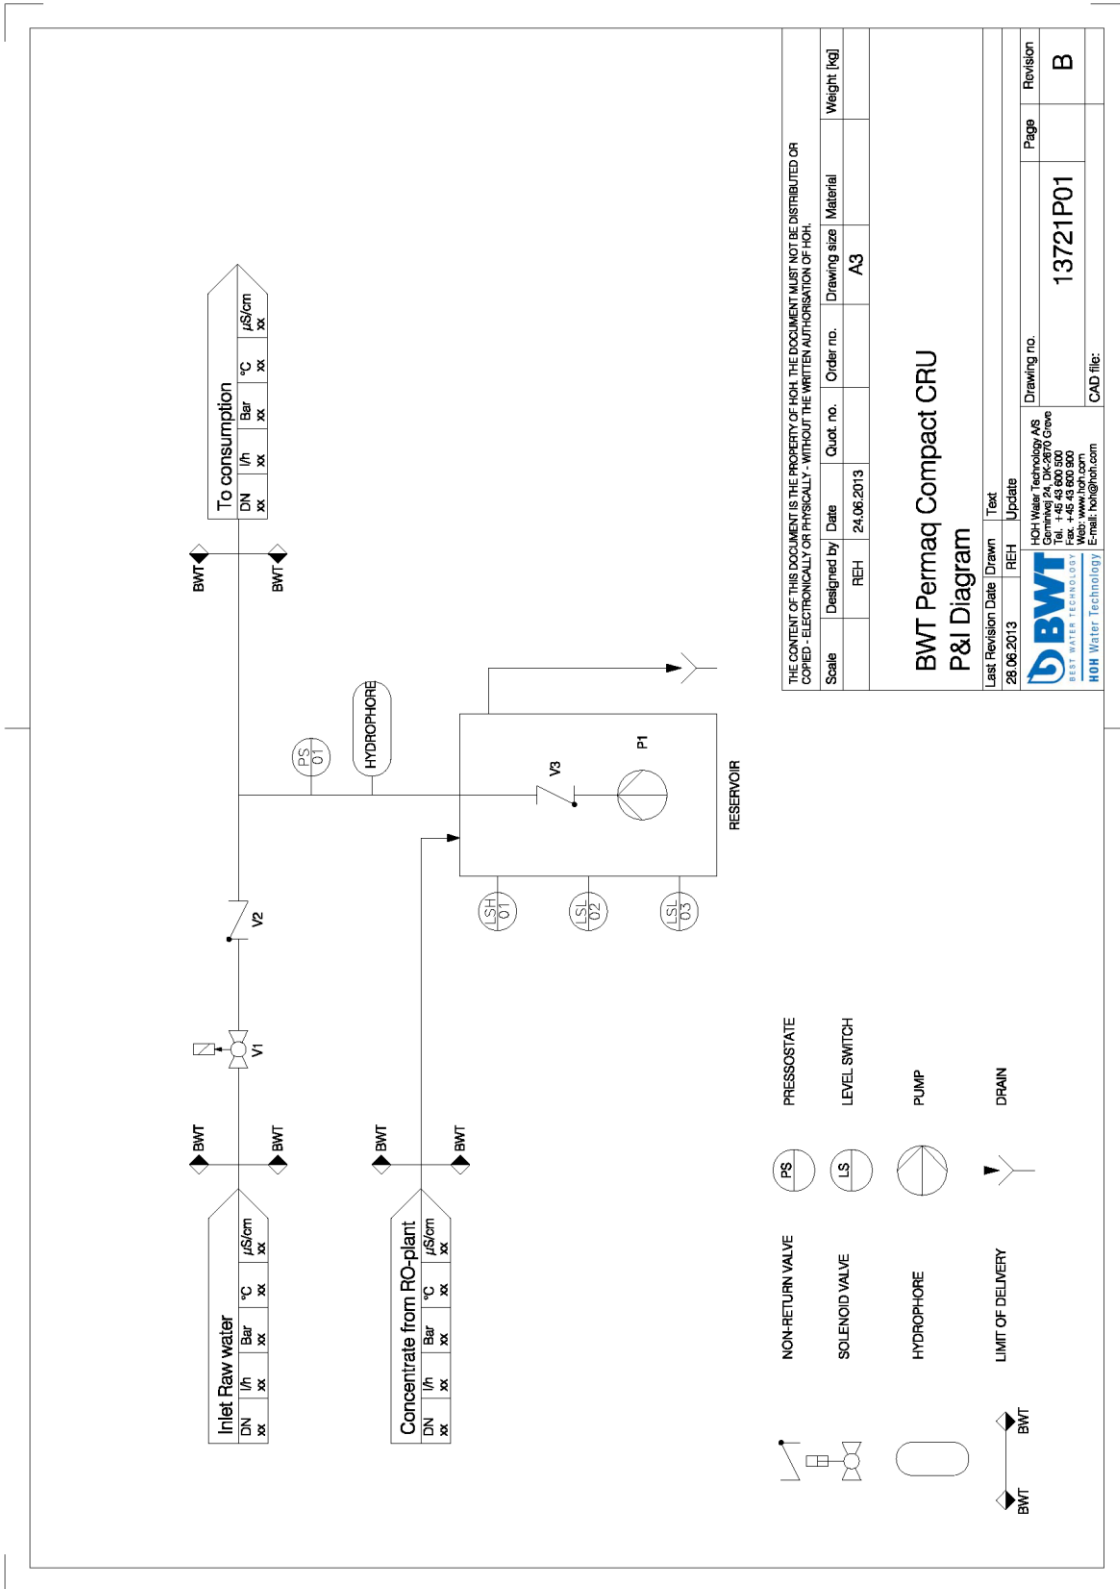 Inlet Raw water
DN l/h Bar °C µS/cm
xx xx xx xx xx
BWT
BWT
V1
V2
BWT
BWT
To consumption
DN l/h Bar °C µS/cm
xx xx xx xx xx
PS
01
HYDROPHORE
Concentrate from RO-plant
DN l/h Bar °C µS/cm
xx xx xx xx xx
BWT
BWT
LSH
01
LSL
02
LSL
03
V3
P1
RESERVOIR
NON-RETURN VALVE
PS
PRESSOSTATE
SOLENOID VALVE
LS
LEVEL SWITCH
HYDROPHORE
PUMP
BWT
BWT
LIMIT OF DELIVERY
DRAIN
THE CONTENT OF THIS DOCUMENT IS THE PROPERTY OF HOH. THE DOCUMENT MUST NOT BE DISTRIBUTED OR
COPIED - ELECTRONICALLY OR PHYSICALLY - WITHOUT THE WRITTEN AUTHORISATION OF HOH.
Scale Designed by Date Quot. no. Order no. Drawing size Material Weight [kg]
REH 24.06.2013 A3
BWT Permaq Compact CRU
P&I Diagram
Last Revision Date Drawn Text
28.06.2013 REH Update
BWT
BEST WATER TECHNOLOGY
HOH Water Technology
HOH Water Technology A/S
Geminivej 24, DK-2670 Greve
Tel. +45 43 600 500
Fax. +45 43 600 900
Web: www.hoh.com
E-mail: hoh@hoh.com
Drawing no. Page Revision
13721P01 B
CAD file: